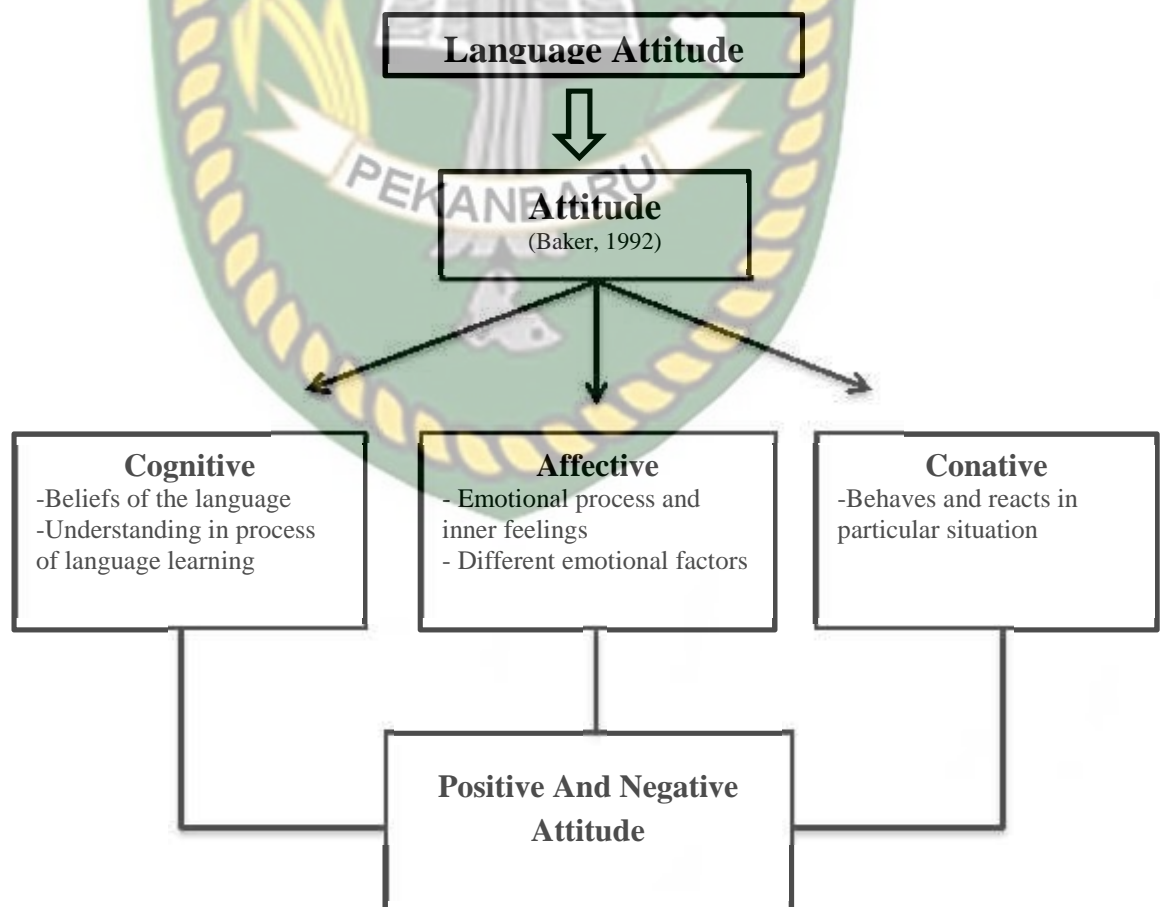 Language Attitude
PEKANBARU
Attitude
(Baker, 1992)
Cognitive
-Beliefs of the language
-Understanding in process
of language learning
Affective
- Emotional process and
inner feelings
- Different emotional factors
Conative
-Behaves and reacts in
particular situation
Positive And Negative
Attitude